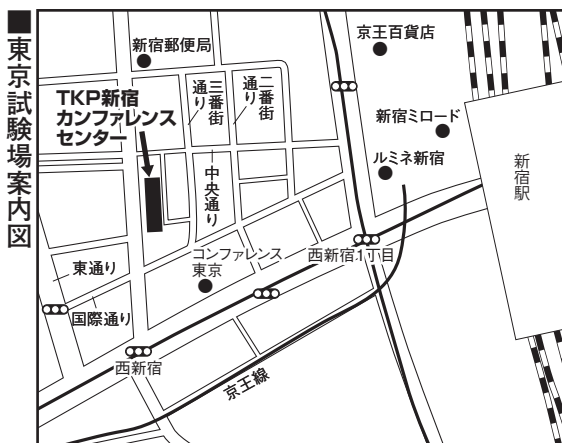 ■東京試験場案内図
新宿郵便局
京王百貨店
TKP新宿
カンファレンス
センター
三番街
通り
二番街
通り
新宿ミロード
ルミネ新宿
新宿駅
中央通り
コンファレンス
東京
西新宿1丁目
東通り
国際通り
西新宿
京王線